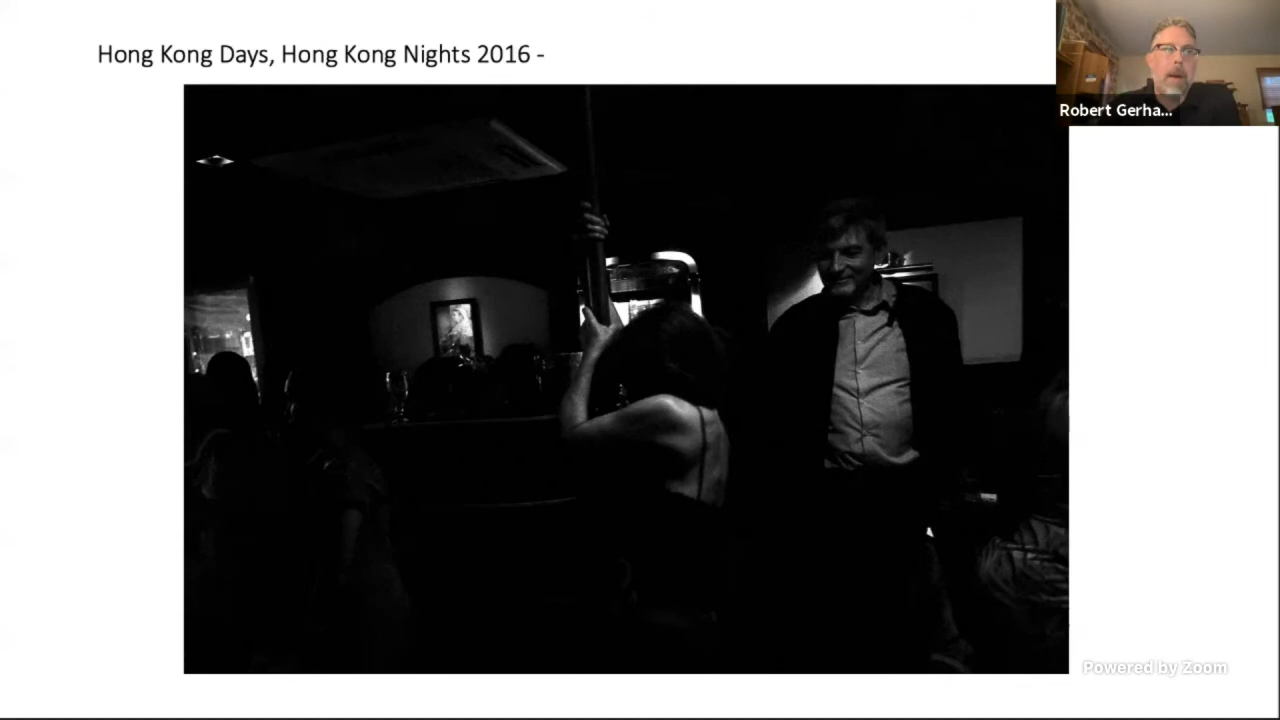 Hong Kong Days, Hong Kong Nights 2016 -
Robert Gerha...
Powered by Zoom